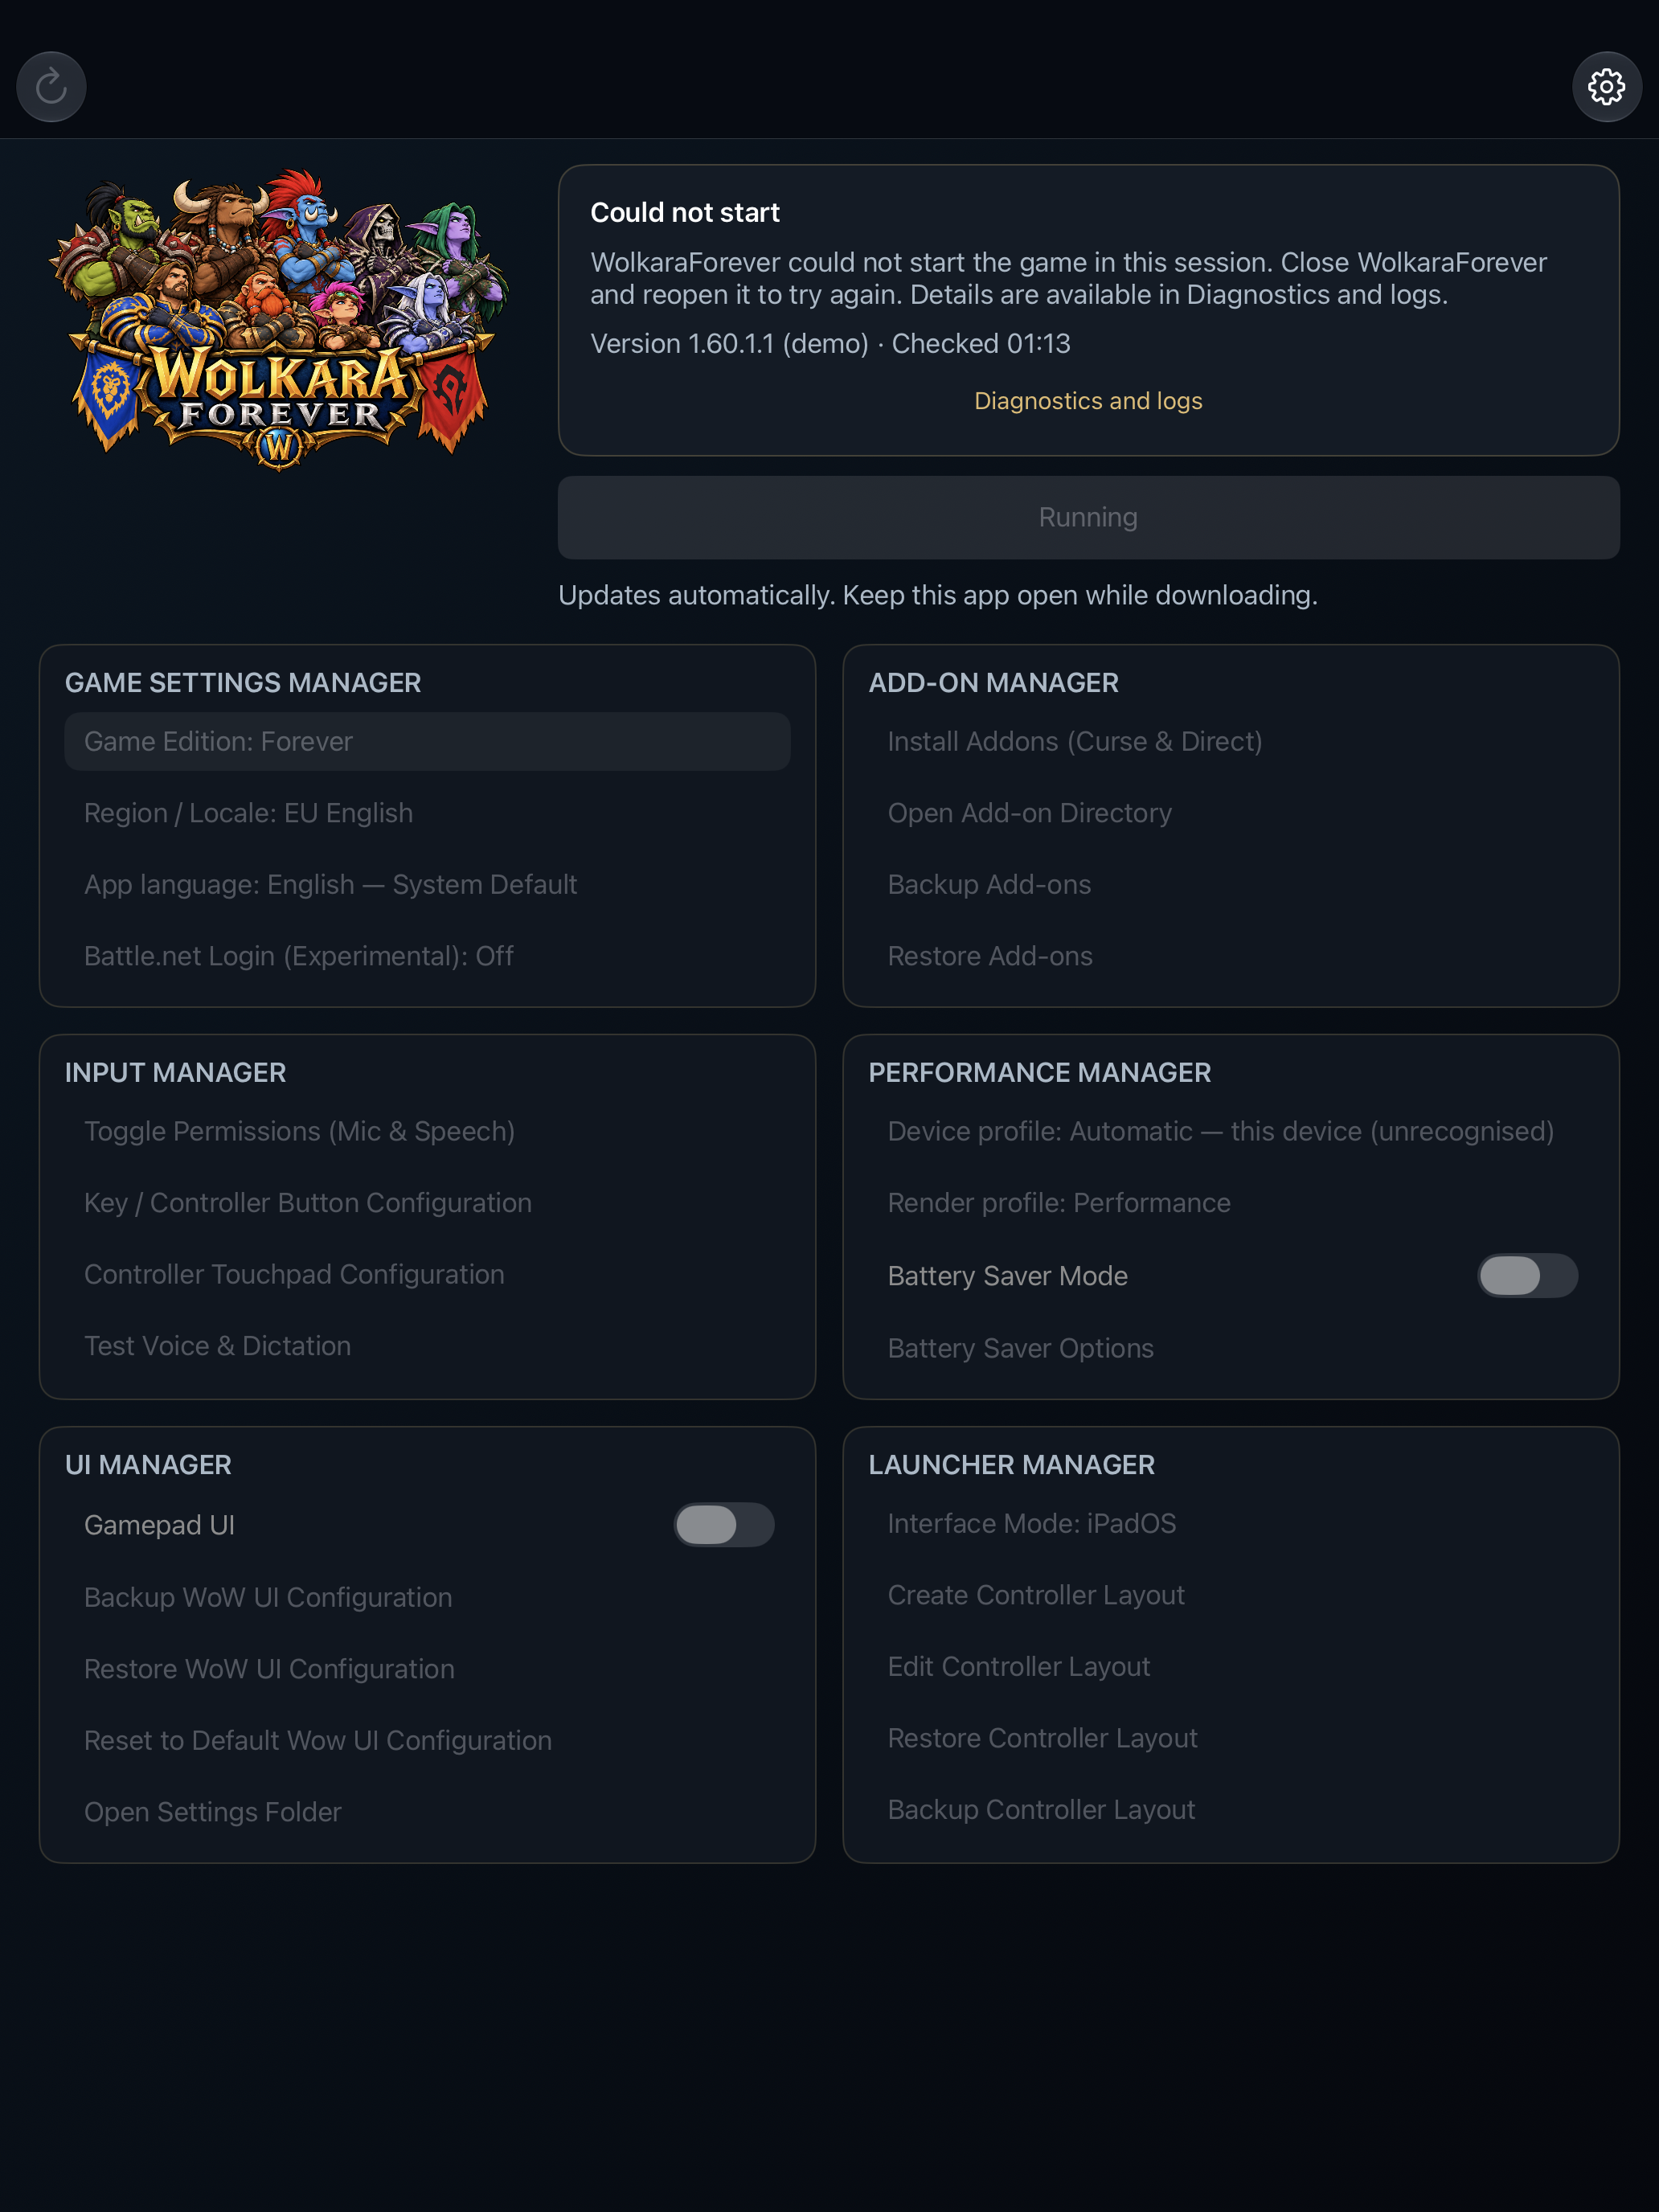 WOLKARA
FOREVER
W
Could not start
WolkaraForever could not start the game in this session. Close WolkaraForever
and reopen it to try again. Details are available in Diagnostics and logs.
Version 1.60.1.1 (demo) · Checked 01:13
Diagnostics and logs
Running
Updates automatically. Keep this app open while downloading.
GAME SETTINGS MANAGER
Game Edition: Forever
Region / Locale: EU English
App language: English — System Default
Battle.net Login (Experimental): Off
ADD-ON MANAGER
Install Addons (Curse & Direct)
Open Add-on Directory
Backup Add-ons
Restore Add-ons
INPUT MANAGER
Toggle Permissions (Mic & Speech)
Key / Controller Button Configuration
Controller Touchpad Configuration
Test Voice & Dictation
PERFORMANCE MANAGER
Device profile: Automatic — this device (unrecognised)
Render profile: Performance
Battery Saver Mode
Battery Saver Options
UI MANAGER
Gamepad UI
Backup WoW UI Configuration
Restore WoW UI Configuration
Reset to Default Wow UI Configuration
Open Settings Folder
LAUNCHER MANAGER
Interface Mode: iPadOS
Create Controller Layout
Edit Controller Layout
Restore Controller Layout
Backup Controller Layout